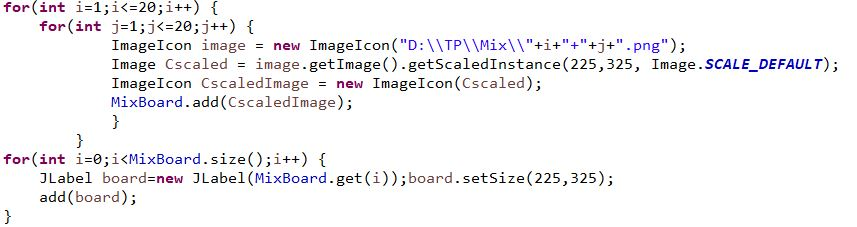 for(int i=1;i<=20;i++) {
    for(int j=1;j<=20;j++) {
            ImageIcon image = new ImageIcon("D:\\TP\\Mix\\"+i+"+"+j+".png");
            Image Cscaled = image.getImage().getScaledInstance(225,325, Image.SCALE_DEFAULT);
            ImageIcon CscaledImage = new ImageIcon(Cscaled);
            MixBoard.add(CscaledImage);
            }
        }
for(int i=0;i<MixBoard.size();i++) {
    JLabel board=new JLabel(MixBoard.get(i));board.setSize(225,325);
    add(board);
}